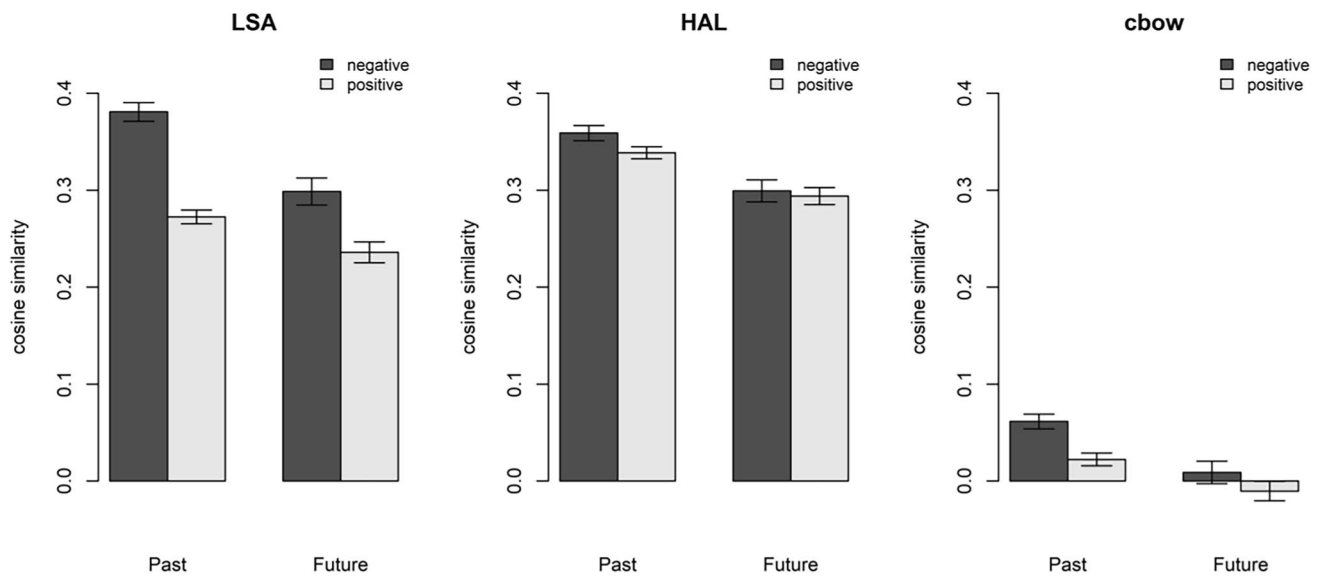 LSA
negative
positive
cosine similarity
0.4
0.3
0.2
0.1
0.0
Past
Future
HAL
negative
positive
cosine similarity
0.4
0.3
0.2
0.1
0.0
Past
Future
cbow
negative
positive
cosine similarity
0.4
0.3
0.2
0.1
0.0
Past
Future